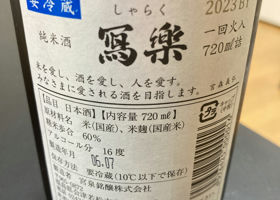 要冷蔵
しゃらく
2023BY
純米酒
寫樂
一回火入
720㎖詰
米を愛し、酒を愛し、人を愛す。
みなさまに愛される酒を目指します。
【品目 日本酒】【内容量 720㎖】
原材料名/米(国産)、米麹(国産米)
精米歩合 60%
アルコール分 16度
製造年月 06.07
保存方法/要冷蔵(10℃以下で保存)
宮泉銘醸株式会社